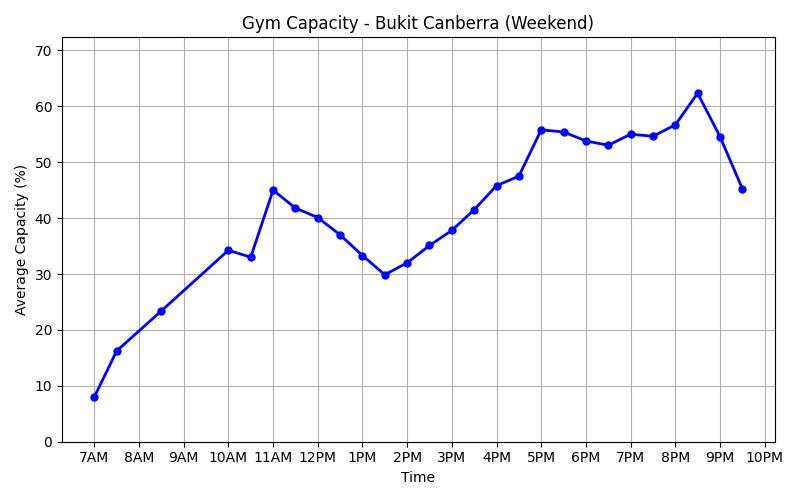 Gym Capacity - Bukit Canberra (Weekend)
Average Capacity (%)
70
60
50
40
30
20
10
0
7AM 8AM 9AM 10AM 11AM 12PM 1PM 2PM 3PM 4PM 5PM 6PM 7PM 8PM 9PM 10PM
Time